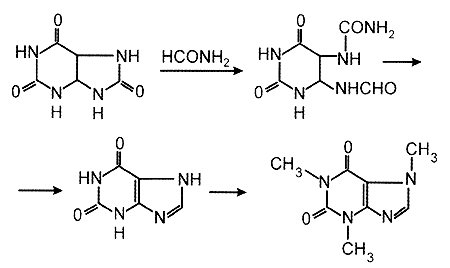 O CONH₂
HN NH HCONH₂ O
HN NH
O N N O O N NHCHO
H H H
O O CH₃
HN NH CH₃ N N
O N N O N N
H CH₃